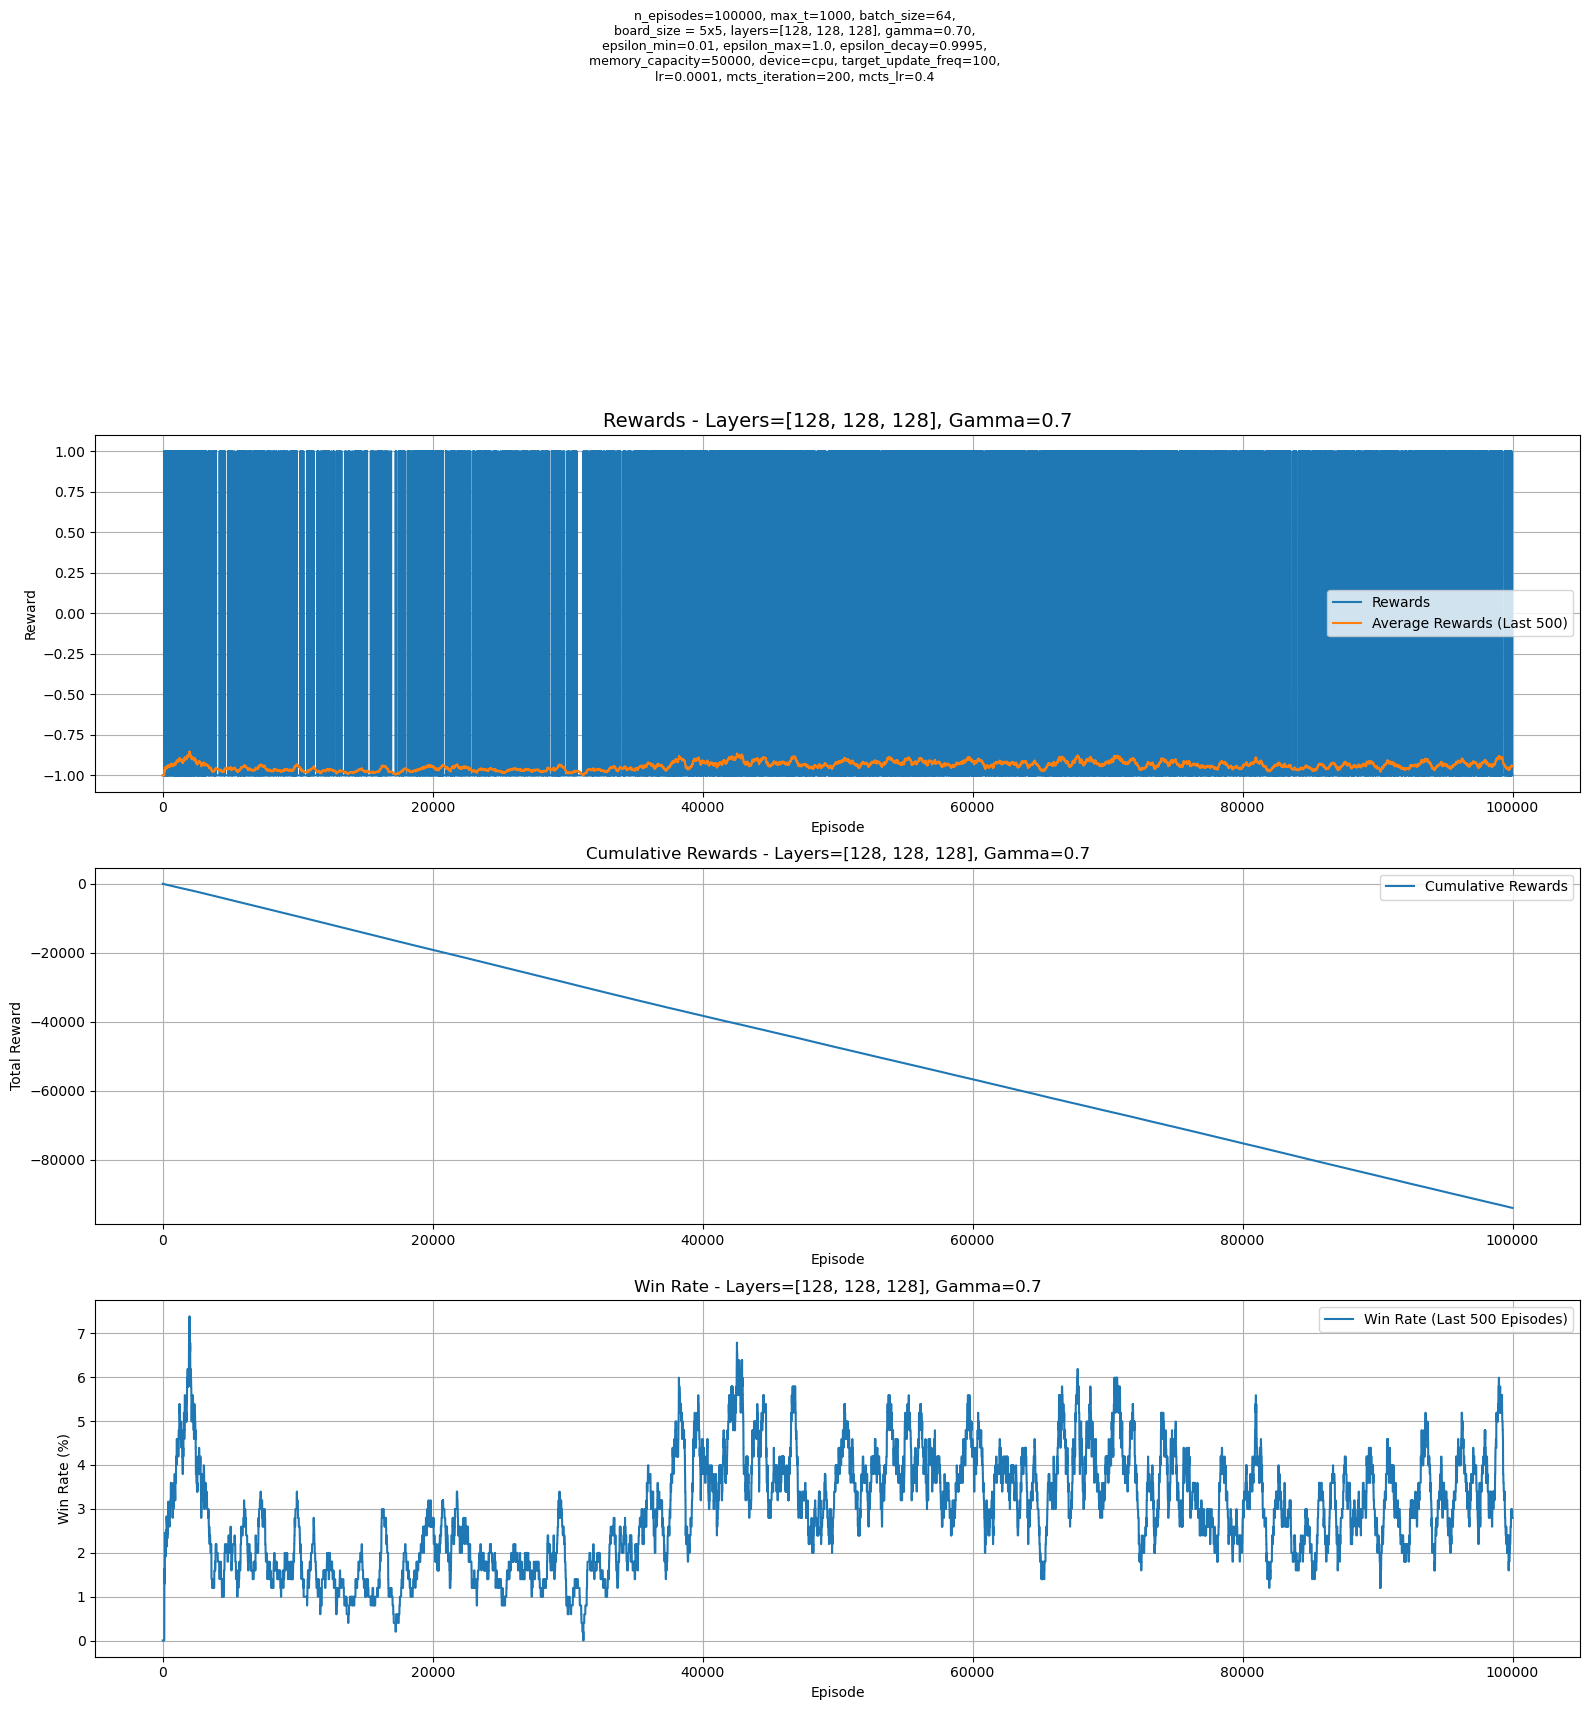 n_episodes=100000, max_t=1000, batch_size=64,
board_size = 5x5, layers=[128, 128, 128], gamma=0.70,
epsilon_min=0.01, epsilon_max=1.0, epsilon_decay=0.9995,
memory_capacity=50000, device=cpu, target_update_freq=100,
lr=0.0001, mcts_iteration=200, mcts_lr=0.4
Rewards - Layers=[128, 128, 128], Gamma=0.7
1.00
0.75
0.50
0.25
0.00
−0.25
−0.50
−0.75
−1.00
Reward
Rewards
Average Rewards (Last 500)
0 20000 40000 60000 80000 100000
Episode
Cumulative Rewards - Layers=[128, 128, 128], Gamma=0.7
0
−20000
−40000
−60000
−80000
Total Reward
Cumulative Rewards
0 20000 40000 60000 80000 100000
Episode
Win Rate - Layers=[128, 128, 128], Gamma=0.7
7
6
5
4
3
2
1
0
Win Rate (%)
Win Rate (Last 500 Episodes)
0 20000 40000 60000 80000 100000
Episode